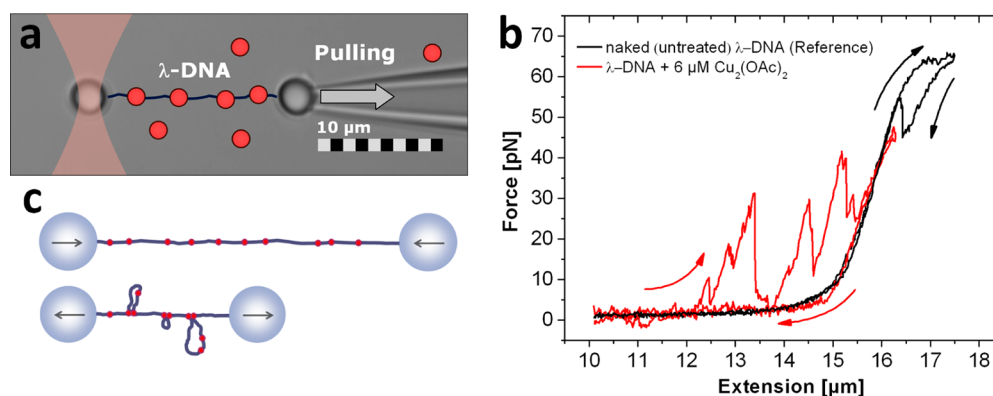 a
λ-DNA
Pulling
10 µm
b
naked (untreated) λ-DNA (Reference)
λ-DNA + 6 µM Cu₂(OAc)₂
Force [pN]
70
60
50
40
30
20
10
0
10 11 12 13 14 15 16 17 18
Extension [µm]
c